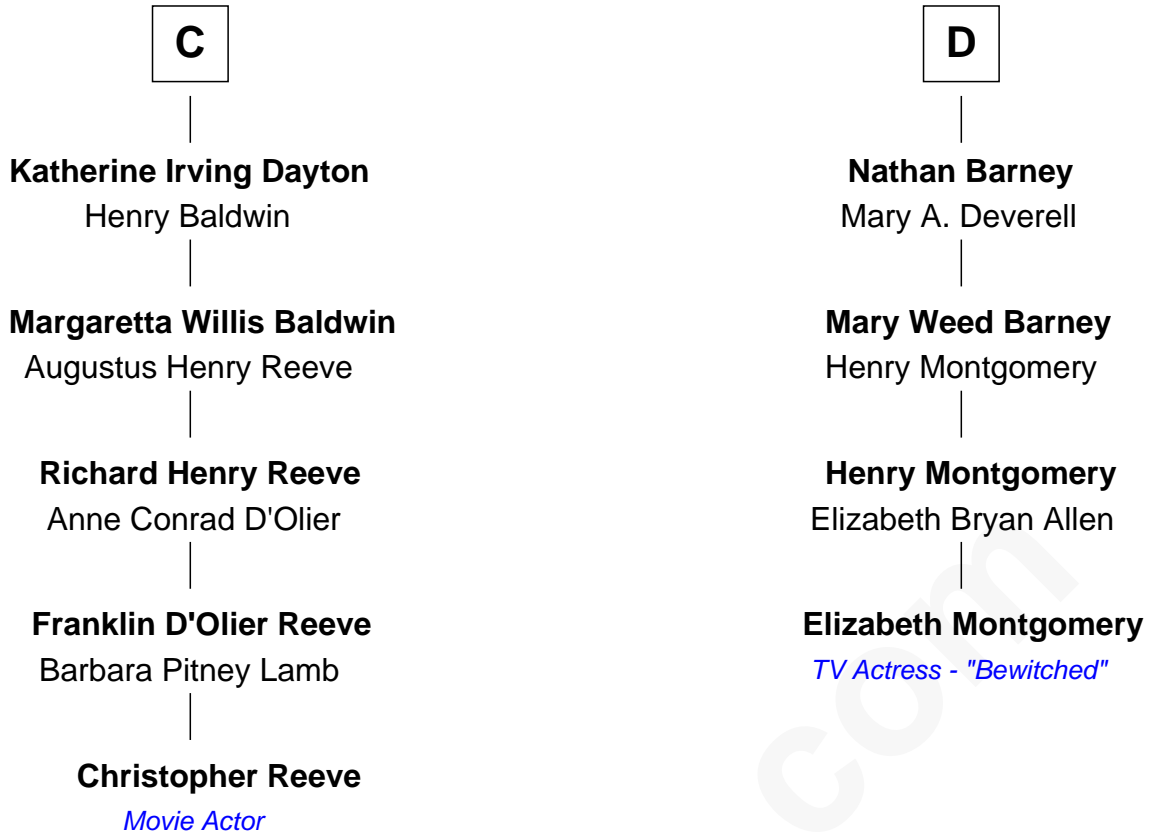 C
Katherine Irving Dayton
Henry Baldwin
Margaretta Willis Baldwin
Augustus Henry Reeve
Richard Henry Reeve
Anne Conrad D'Olier
Franklin D'Olier Reeve
Barbara Pitney Lamb
Christopher Reeve
Movie Actor
D
Nathan Barney
Mary A. Deverell
Mary Weed Barney
Henry Montgomery
Henry Montgomery
Elizabeth Bryan Allen
Elizabeth Montgomery
TV Actress - "Bewitched"
com